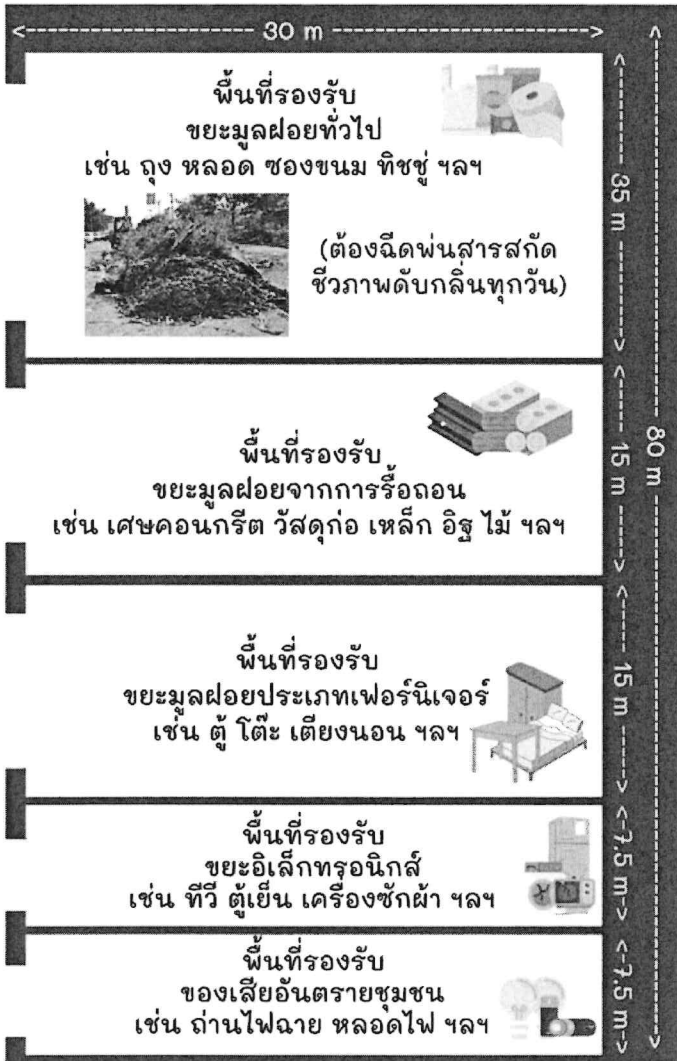 30 m
พื้นที่รองรับ
ขยะมูลฝอยทั่วไป
เช่น ถุง หลอด ซองขนม ทิชชู่ ฯลฯ
(ต้องฉีดพ่นสารสกัด
ชีวภาพดับกลิ่นทุกวัน)
35 m
80 m
พื้นที่รองรับ
ขยะมูลฝอยจากการรื้อถอน
เช่น เศษคอนกรีต วัสดุก่อ เหล็ก อิฐ ไม้ ฯลฯ
15 m
พื้นที่รองรับ
ขยะมูลฝอยประเภทเฟอร์นิเจอร์
เช่น ตู้ โต๊ะ เตียงนอน ฯลฯ
15 m
พื้นที่รองรับ
ขยะอิเล็กทรอนิกส์
เช่น ทีวี ตู้เย็น เครื่องซักผ้า ฯลฯ
7.5 m
พื้นที่รองรับ
ของเสียอันตรายชุมชน
เช่น ถ่านไฟฉาย หลอดไฟ ฯลฯ
7.5 m